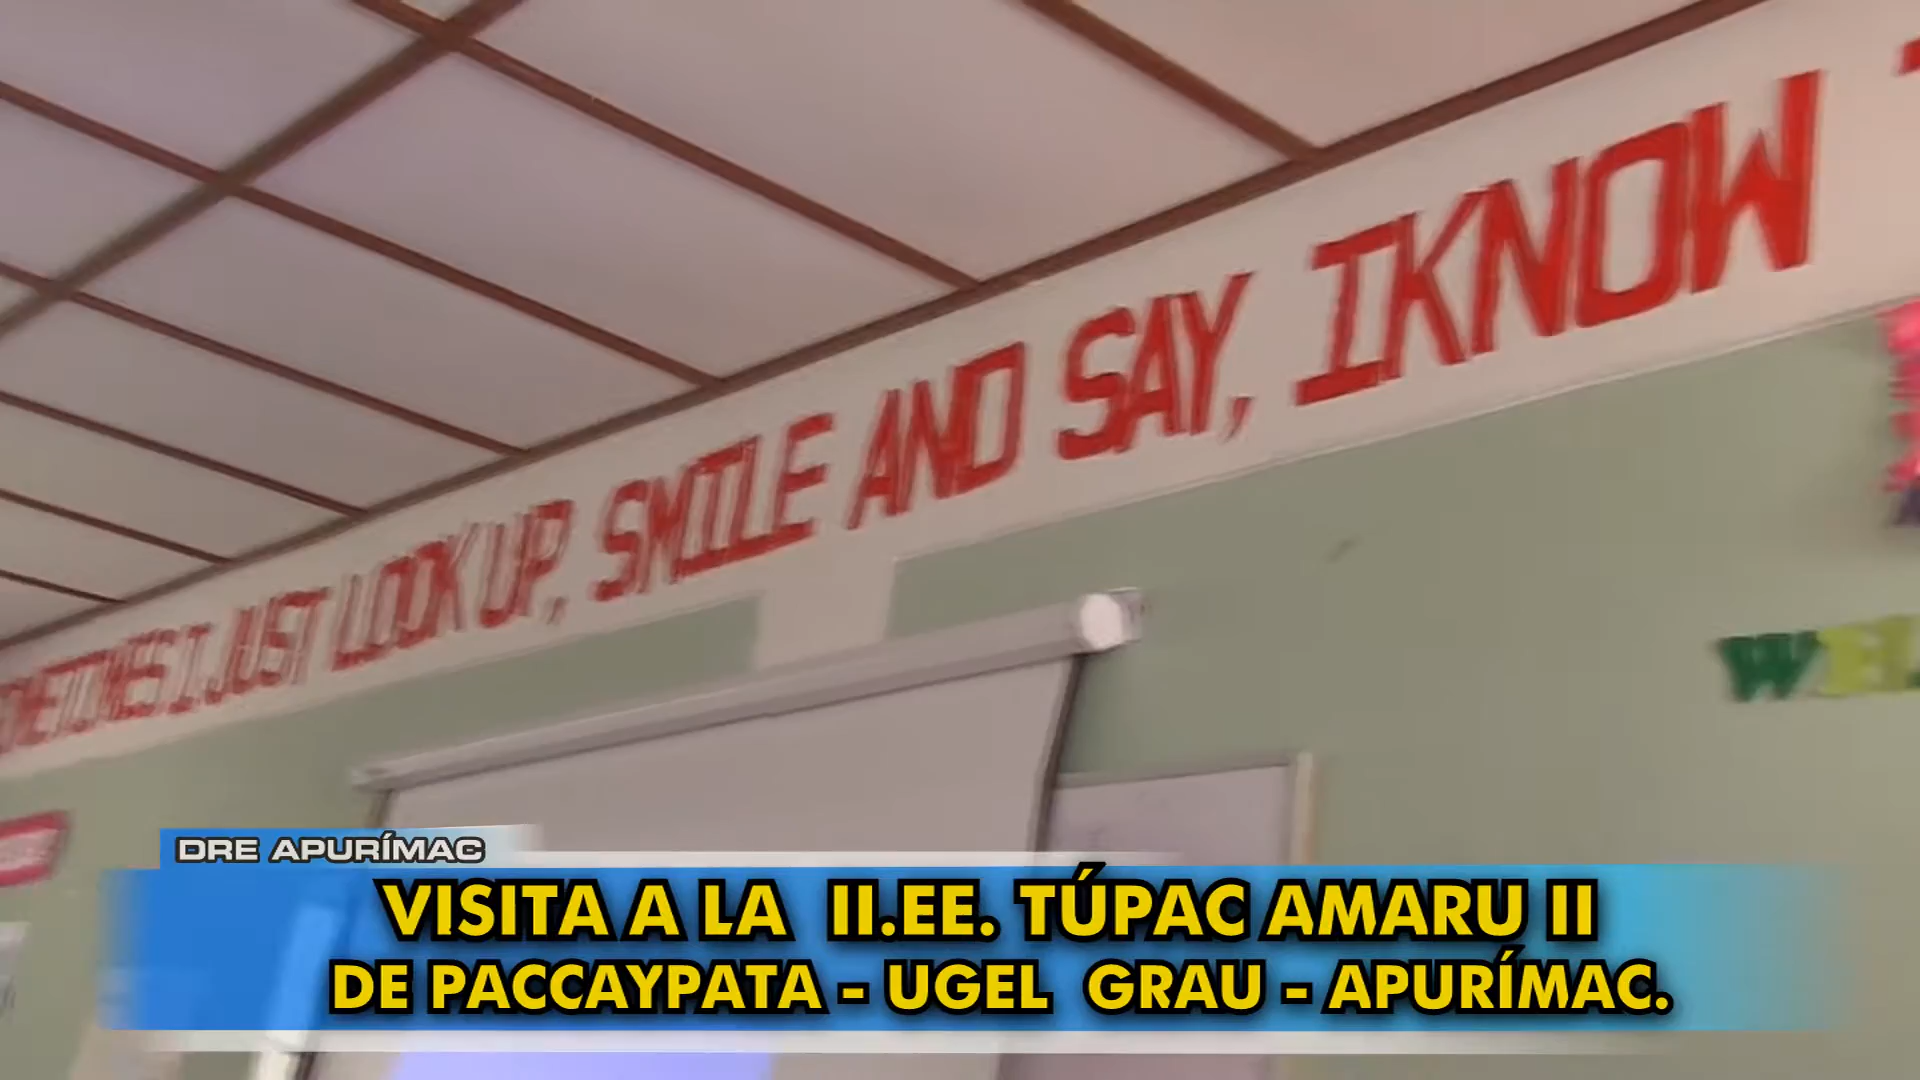 I JUST LOOK UP, SMILE AND SAY, I KNOW
DRE APURÍMAC
VISITA A LA II.EE. TÚPAC AMARU II
DE PACCAYPATA - UGEL GRAU - APURÍMAC.